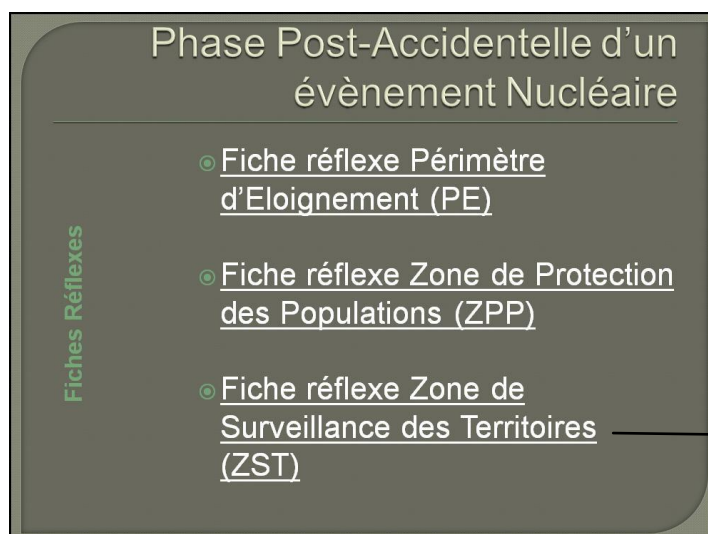 Phase Post-Accidentelle d’un
évènement Nucléaire
Fiches Réflexes
Fiche réflexe Périmètre
d’Eloignement (PE)
Fiche réflexe Zone de Protection
des Populations (ZPP)
Fiche réflexe Zone de
Surveillance des Territoires
(ZST)